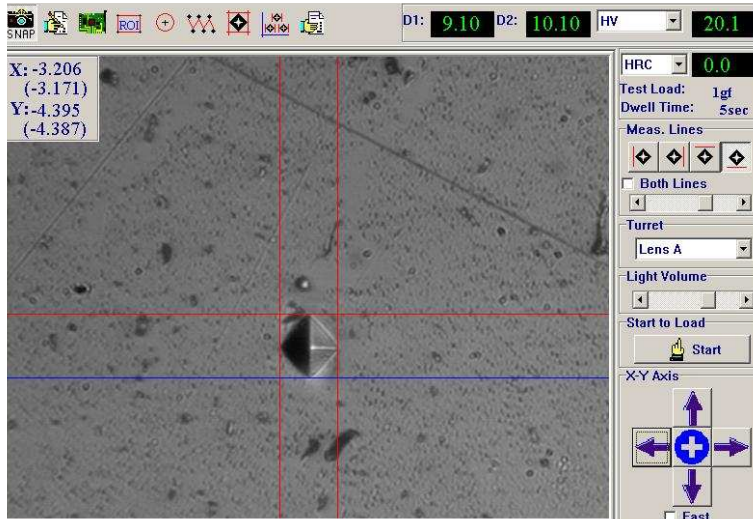 SNAP ROI D1: 9.10 D2: 10.10 HV 20.1
X: -3.206
(-3.171)
Y: -4.395
(-4.387)
HRC 0.0
Test Load: 1gf
Dwell Time: 5sec
Meas. Lines
Both Lines
Turret
Lens A
Light Volume
Start to Load
Start
X-Y Axis
Fast